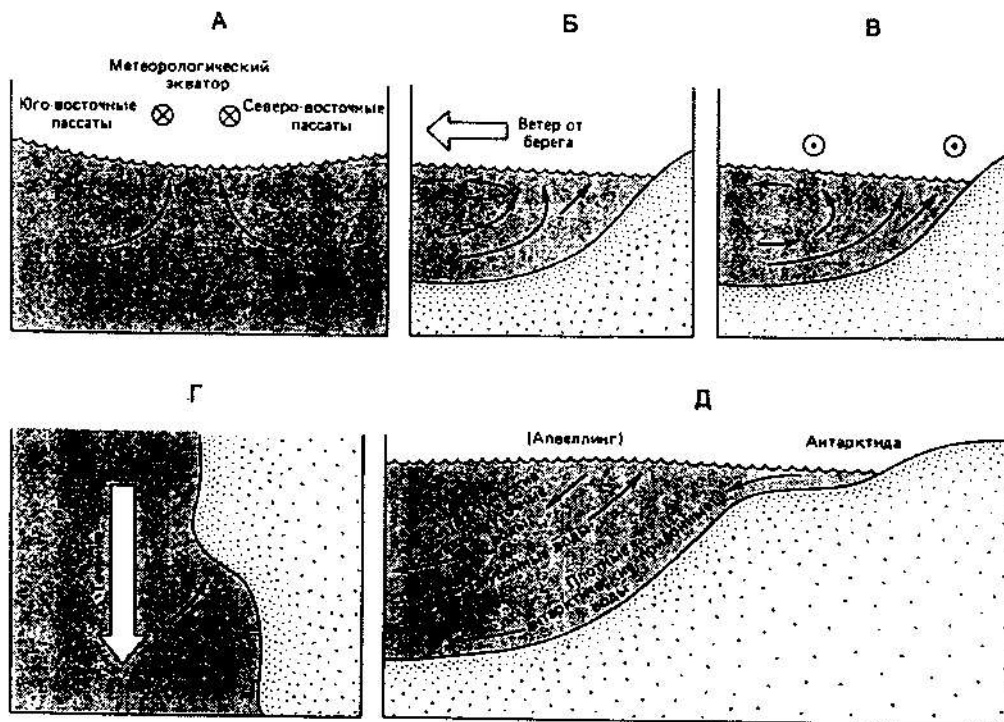 А
Б
В
Метеорологический
экватор
Юго-восточные
пассаты
Северо-восточные
пассаты
Ветер от
берега
Г
Д
(Апвеллинг)
Антарктида